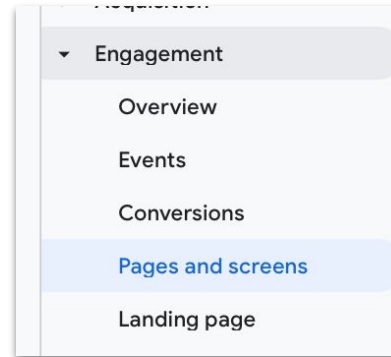 Engagement
Overview
Events
Conversions
Pages and screens
Landing page